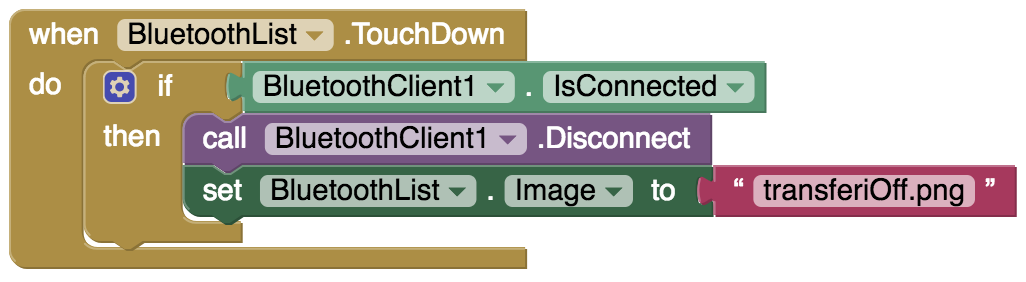 when BluetoothList .TouchDown
do if BluetoothClient1 . IsConnected
then call BluetoothClient1 .Disconnect
set BluetoothList . Image to “ transferiOff.png ”